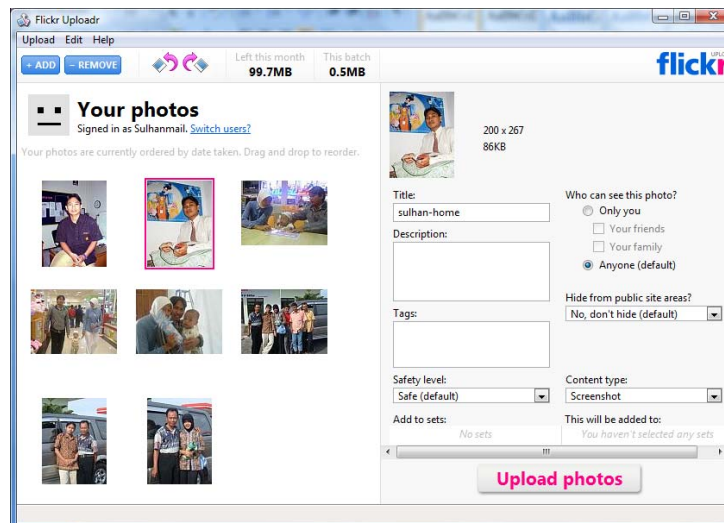 Flickr Uploadr
Upload Edit Help
+ ADD − REMOVE
Left this month
99.7MB
This batch
0.5MB
flickr
Your photos
Signed in as Sulhanmail. Switch users?
Your photos are currently ordered by date taken. Drag and drop to reorder.
200 x 267
86KB
Title:
sulhan-home
Description:
Tags:
Safety level:
Safe (default)
Add to sets:
No sets
Who can see this photo?
Only you
Your friends
Your family
Anyone (default)
Hide from public site areas?
No, don't hide (default)
Content type:
Screenshot
This will be added to:
You haven't selected any sets
Upload photos